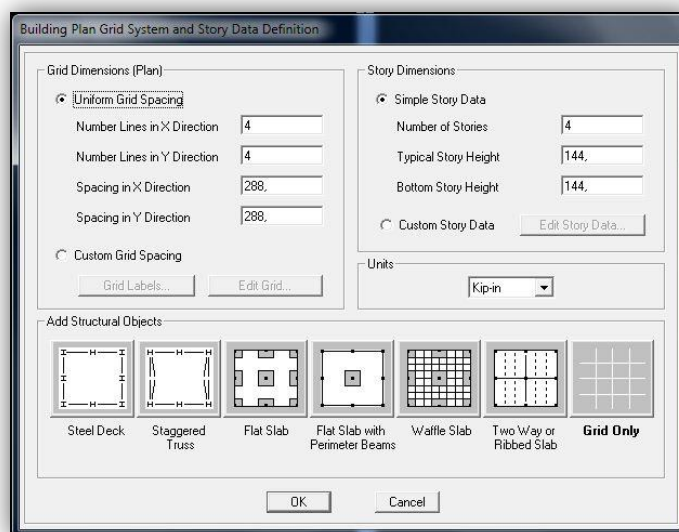 Building Plan Grid System and Story Data Definition
Grid Dimensions (Plan)
Uniform Grid Spacing
Number Lines in X Direction 4
Number Lines in Y Direction 4
Spacing in X Direction 288,
Spacing in Y Direction 288,
Custom Grid Spacing
Grid Labels... Edit Grid...
Story Dimensions
Simple Story Data
Number of Stories 4
Typical Story Height 144,
Bottom Story Height 144,
Custom Story Data Edit Story Data...
Units
Kip-in
Add Structural Objects
Steel Deck
Staggered
Truss
Flat Slab
Flat Slab with
Perimeter Beams
Waffle Slab
Two Way or
Ribbed Slab
Grid Only
OK Cancel